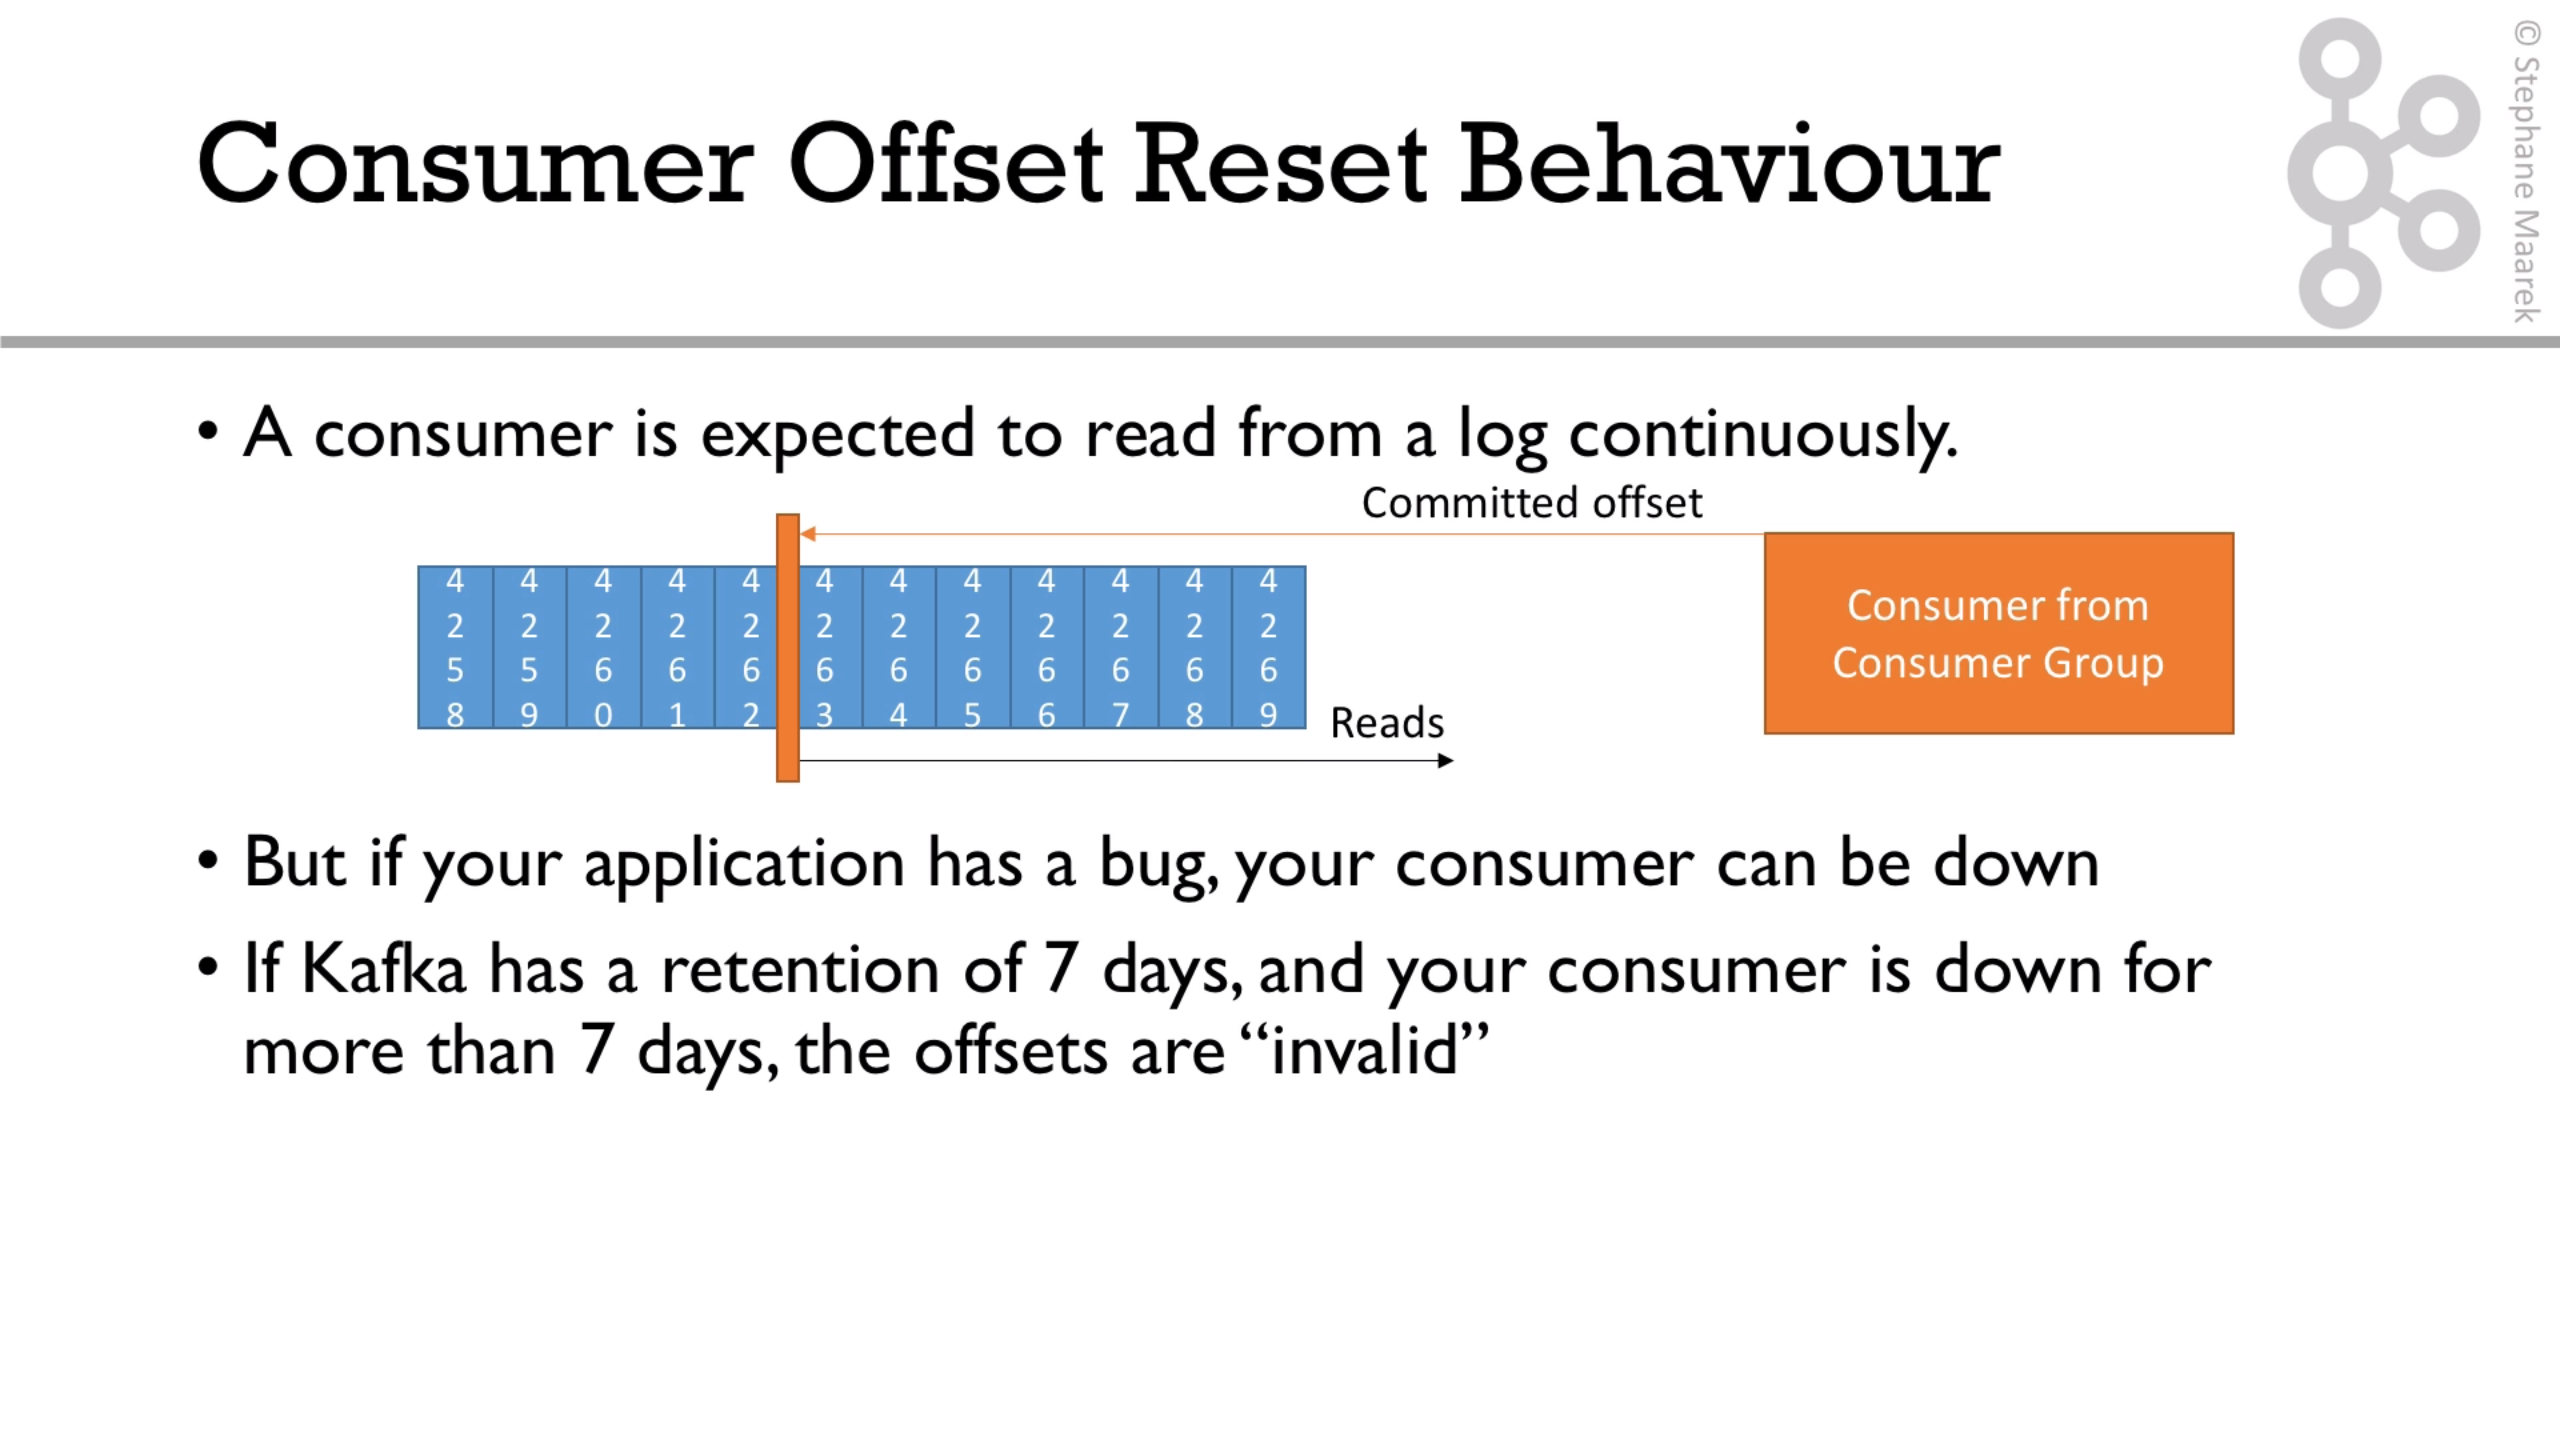 Consumer Offset Reset Behaviour
© Stephane Maarek
• A consumer is expected to read from a log continuously.
Committed offset
4258 4259 4260 4261 4262 4263 4264 4265 4266 4267 4268 4269
Consumer from
Consumer Group
Reads
• But if your application has a bug, your consumer can be down
• If Kafka has a retention of 7 days, and your consumer is down for
more than 7 days, the offsets are “invalid”